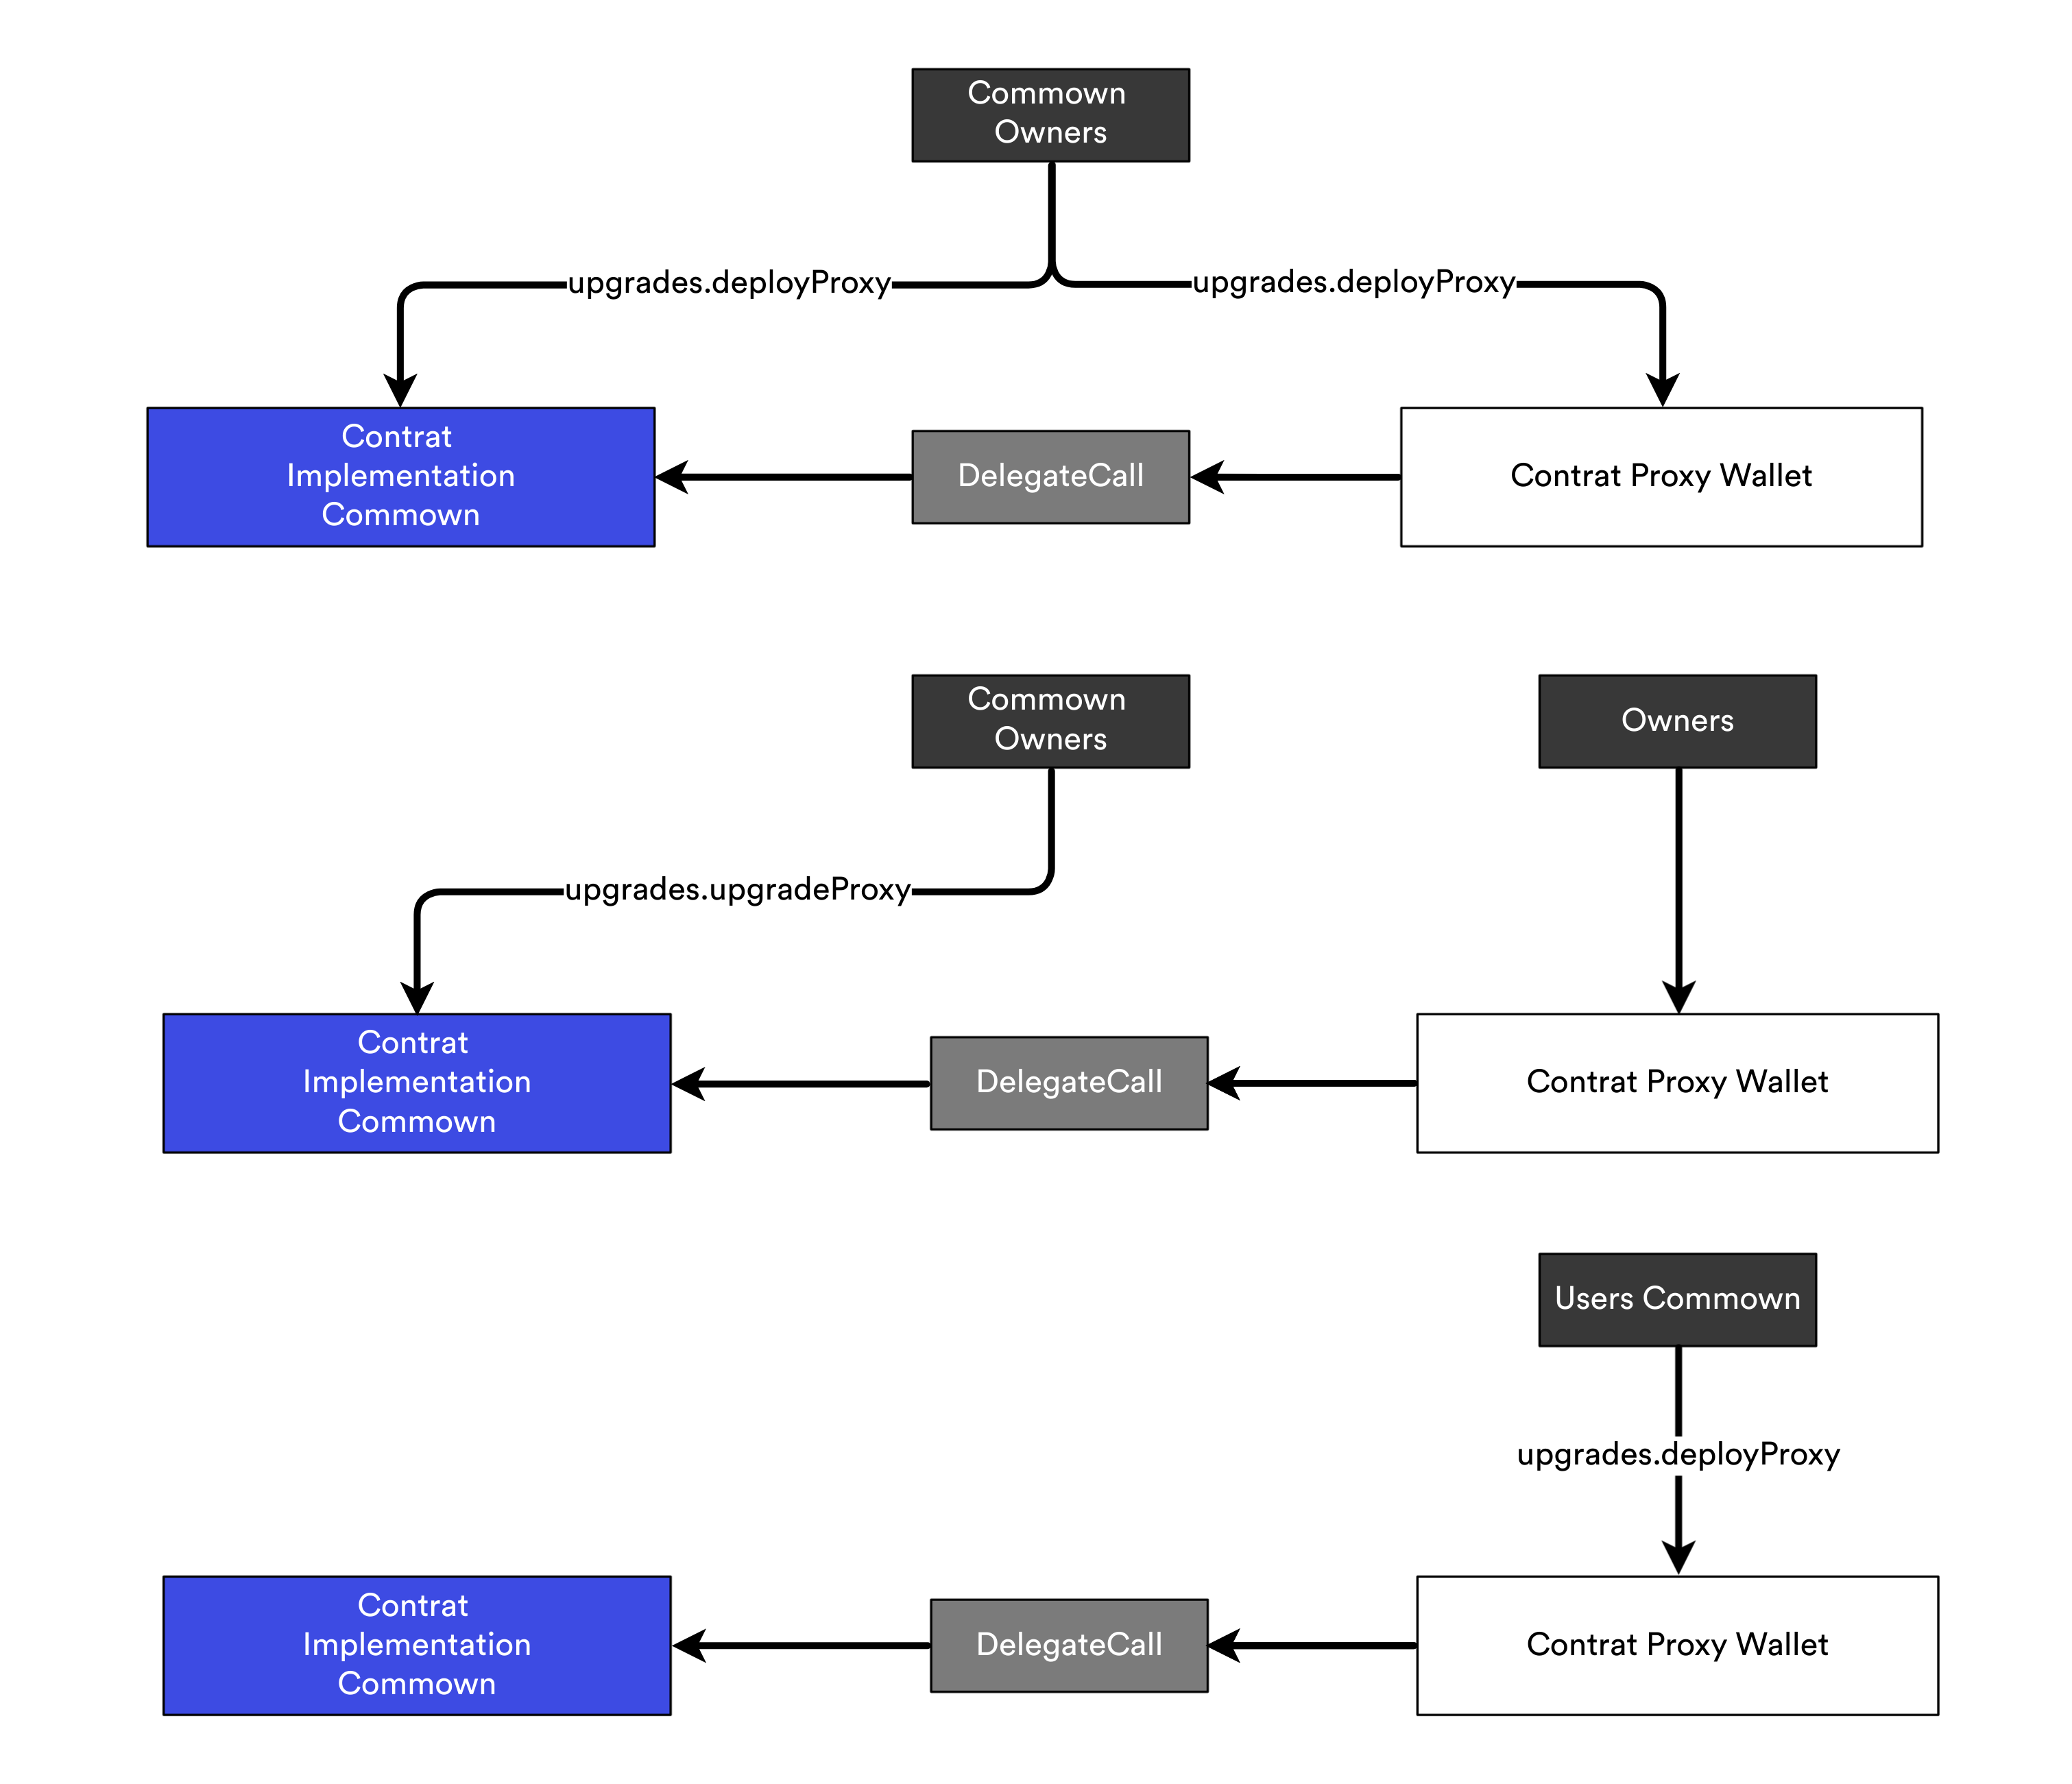 Commown
Owners
upgrades.deployProxy
upgrades.deployProxy
Contrat
Implementation
Commown
DelegateCall
Contrat Proxy Wallet
Commown
Owners
Owners
upgrades.upgradeProxy
Contrat
Implementation
Commown
DelegateCall
Contrat Proxy Wallet
Users Commown
upgrades.deployProxy
Contrat
Implementation
Commown
DelegateCall
Contrat Proxy Wallet